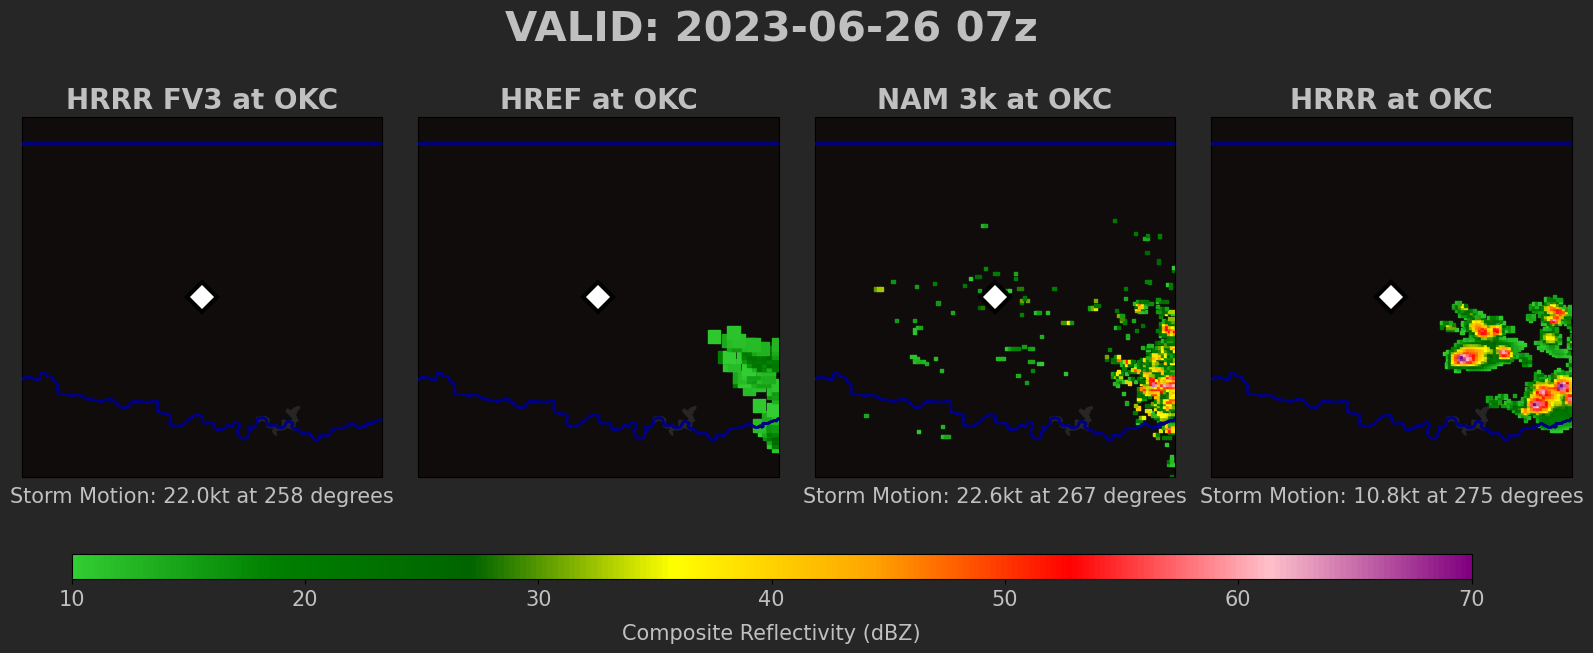 VALID: 2023-06-26 07z
HRRR FV3 at OKC
HREF at OKC
NAM 3k at OKC
HRRR at OKC
Storm Motion: 22.0kt at 258 degrees
Storm Motion: 22.6kt at 267 degrees
Storm Motion: 10.8kt at 275 degrees
10 20 30 40 50 60 70
Composite Reflectivity (dBZ)